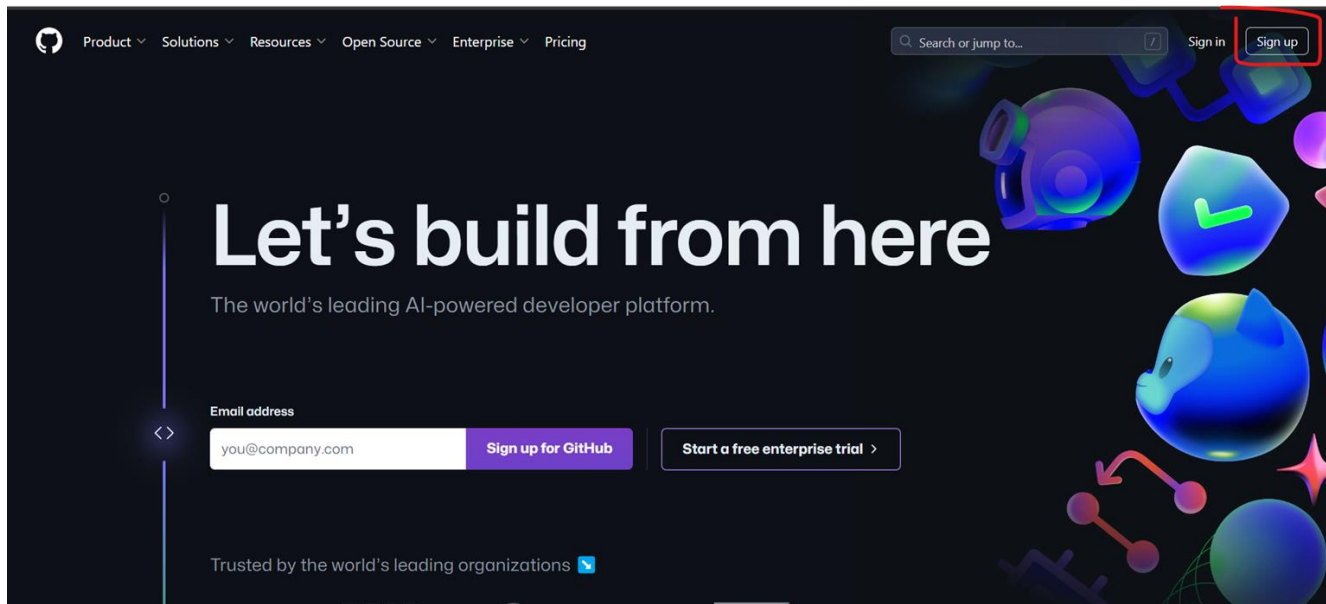 Product Solutions Resources Open Source Enterprise Pricing Search or jump to... / Sign in Sign up
Let’s build from here
The world’s leading AI-powered developer platform.
Email address
you@company.com Sign up for GitHub Start a free enterprise trial >
Trusted by the world’s leading organizations